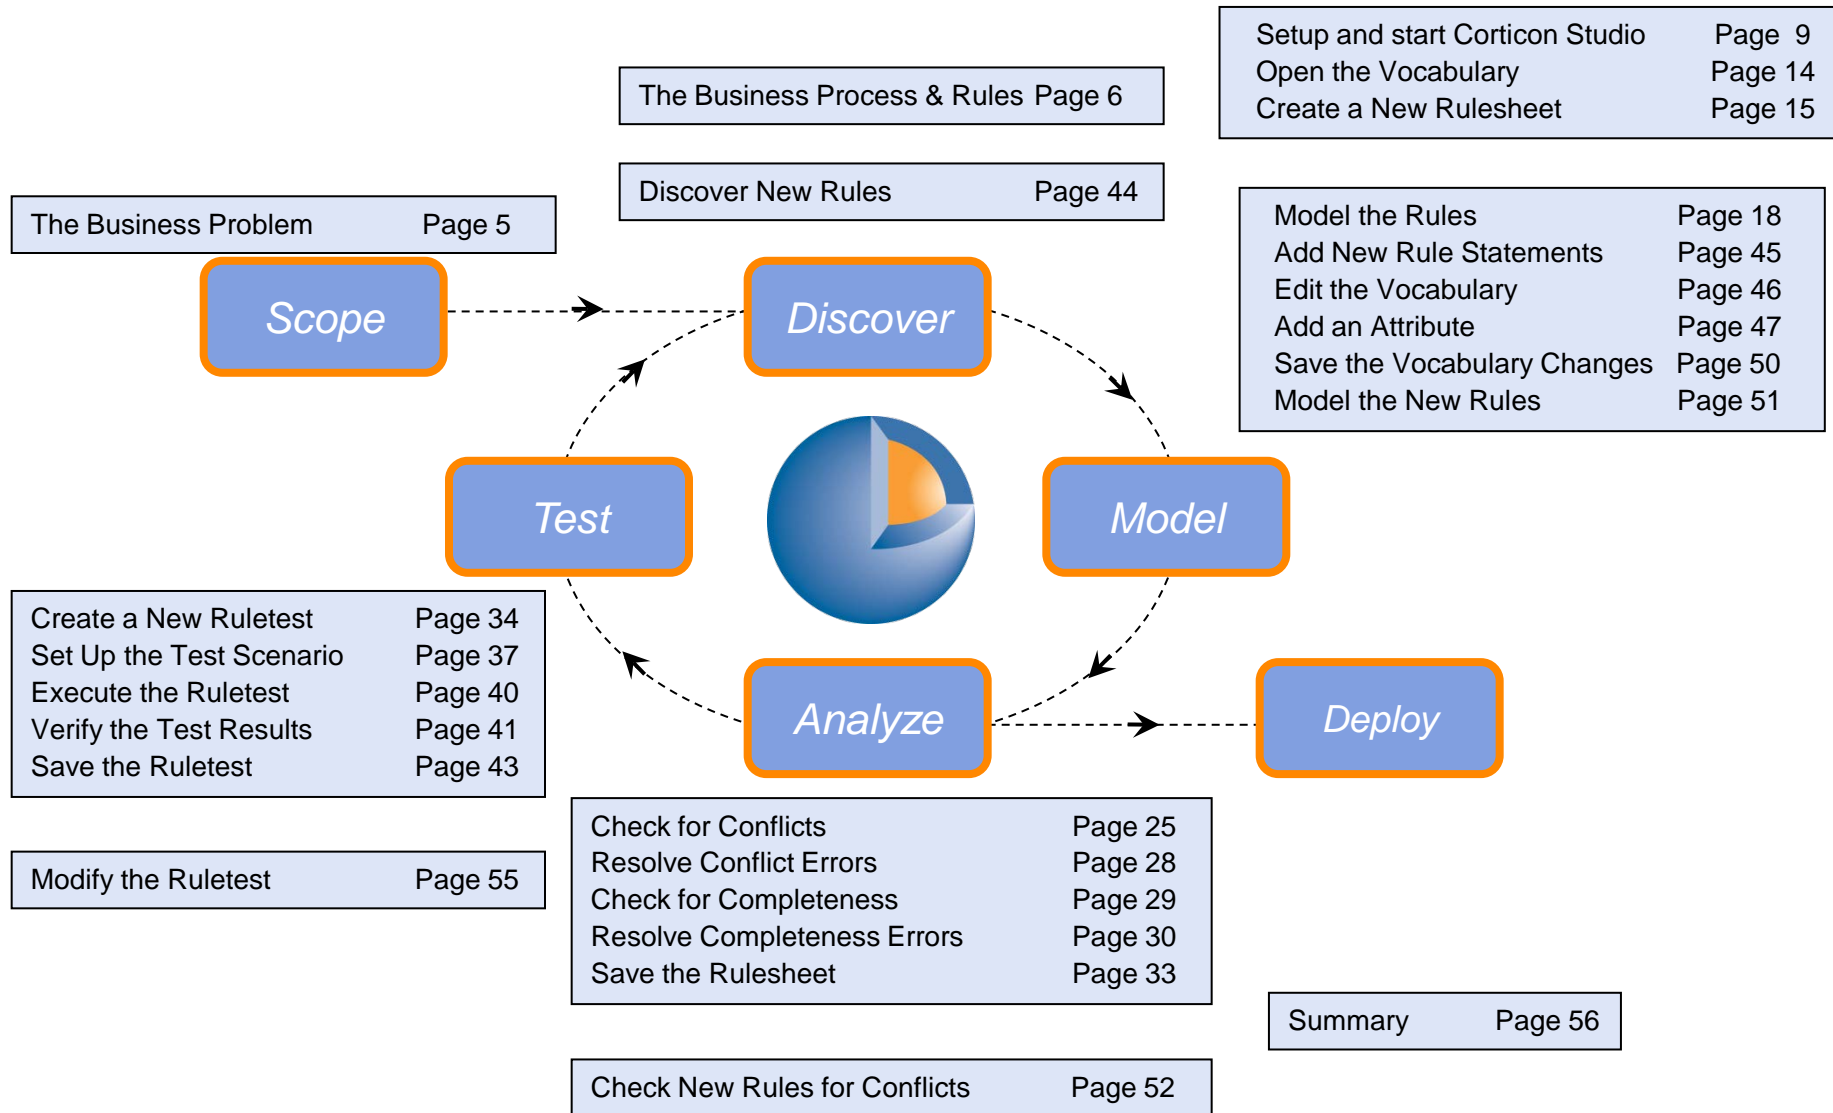 Setup and start Corticon Studio Page 9
Open the Vocabulary Page 14
Create a New Rulesheet Page 15
The Business Process & Rules Page 6
Discover New Rules Page 44
The Business Problem Page 5
Model the Rules Page 18
Add New Rule Statements Page 45
Edit the Vocabulary Page 46
Add an Attribute Page 47
Save the Vocabulary Changes Page 50
Model the New Rules Page 51
Scope
Discover
Test
Model
Analyze
Deploy
Create a New Ruletest Page 34
Set Up the Test Scenario Page 37
Execute the Ruletest Page 40
Verify the Test Results Page 41
Save the Ruletest Page 43
Modify the Ruletest Page 55
Check for Conflicts Page 25
Resolve Conflict Errors Page 28
Check for Completeness Page 29
Resolve Completeness Errors Page 30
Save the Rulesheet Page 33
Summary Page 56
Check New Rules for Conflicts Page 52